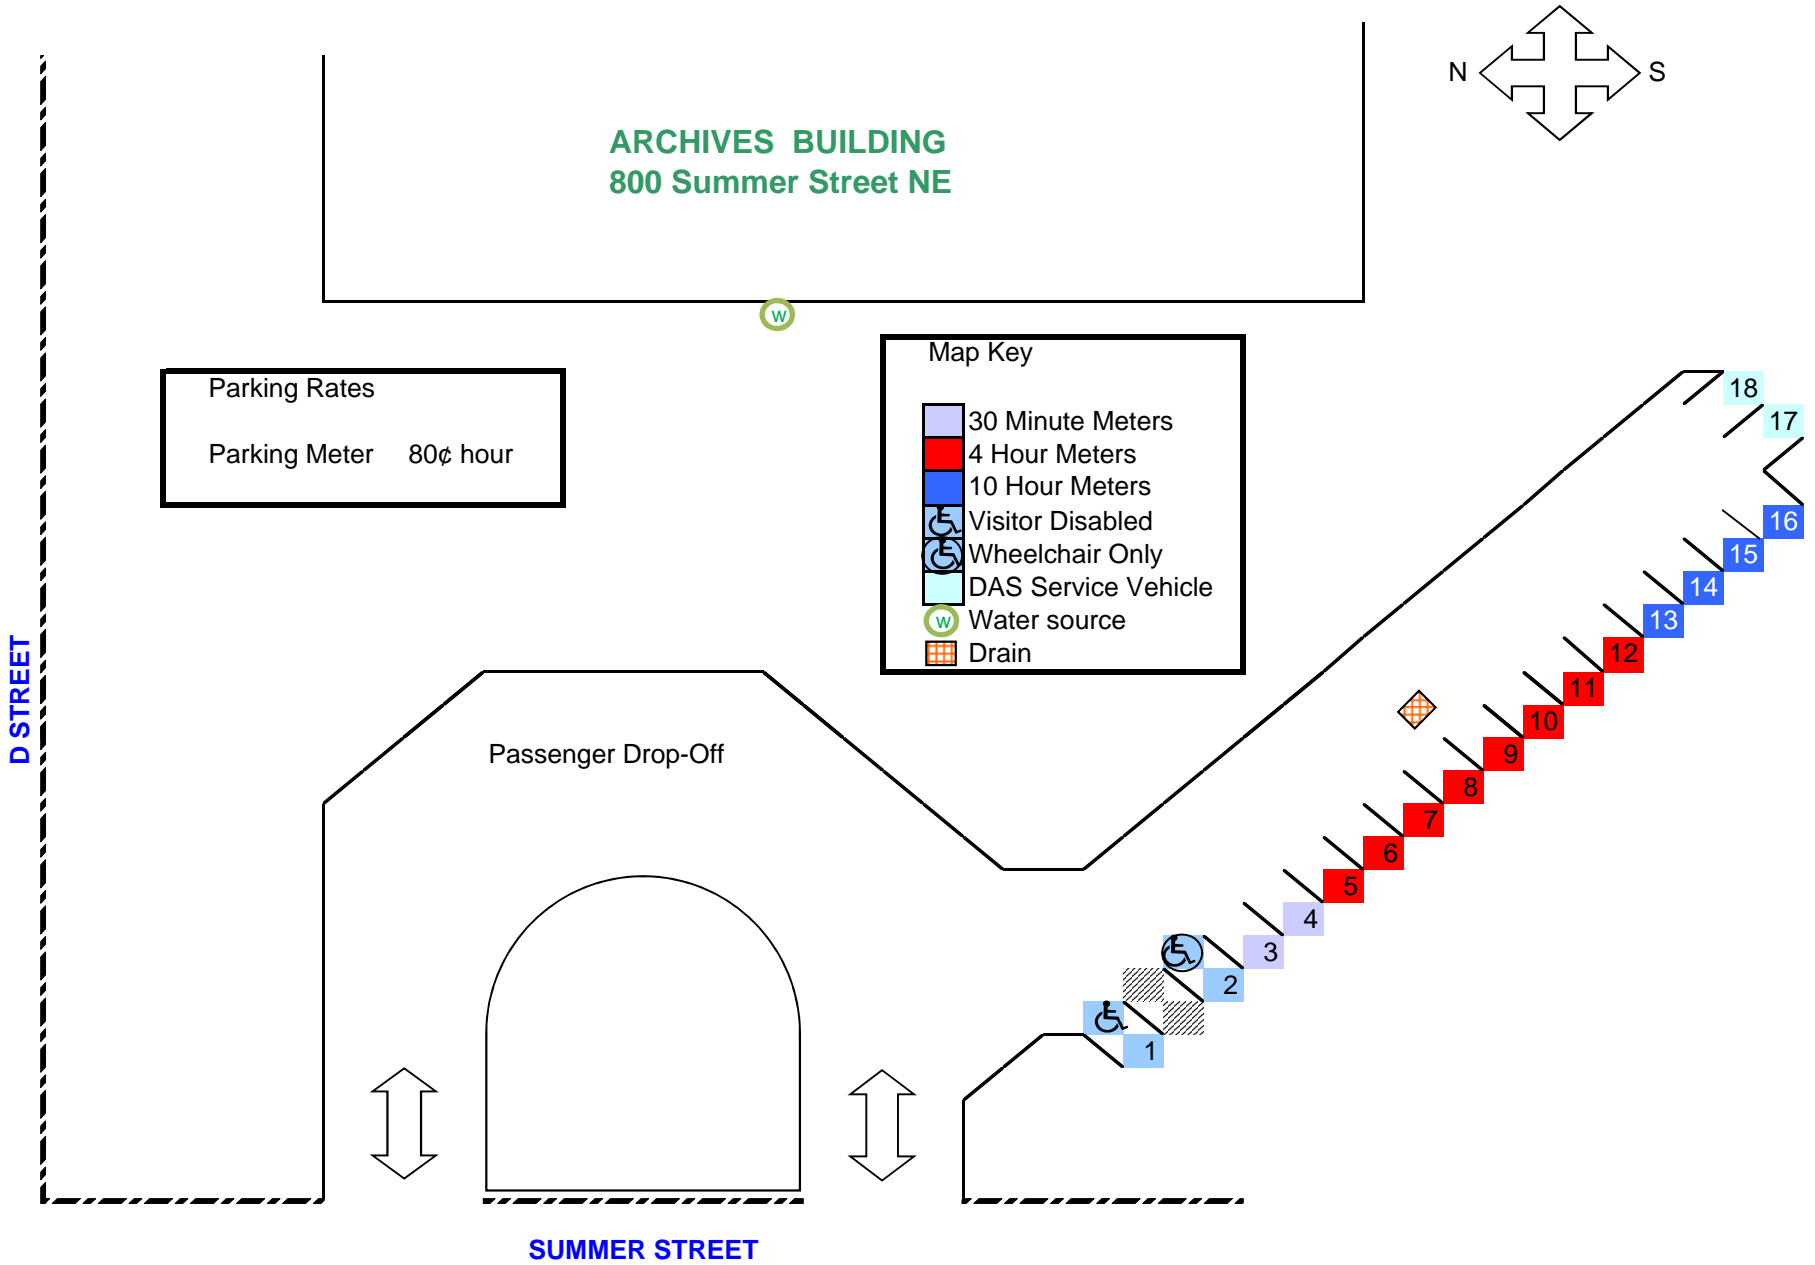 N
S
ARCHIVES BUILDING
800 Summer Street NE
W
Map Key
30 Minute Meters
4 Hour Meters
10 Hour Meters
Visitor Disabled
Wheelchair Only
DAS Service Vehicle
W Water source
Drain
Parking Rates
Parking Meter 80¢ hour
18
17
16
15
14
13
12
11
10
9
8
7
6
5
4
3
2
1
D STREET
Passenger Drop-Off
SUMMER STREET